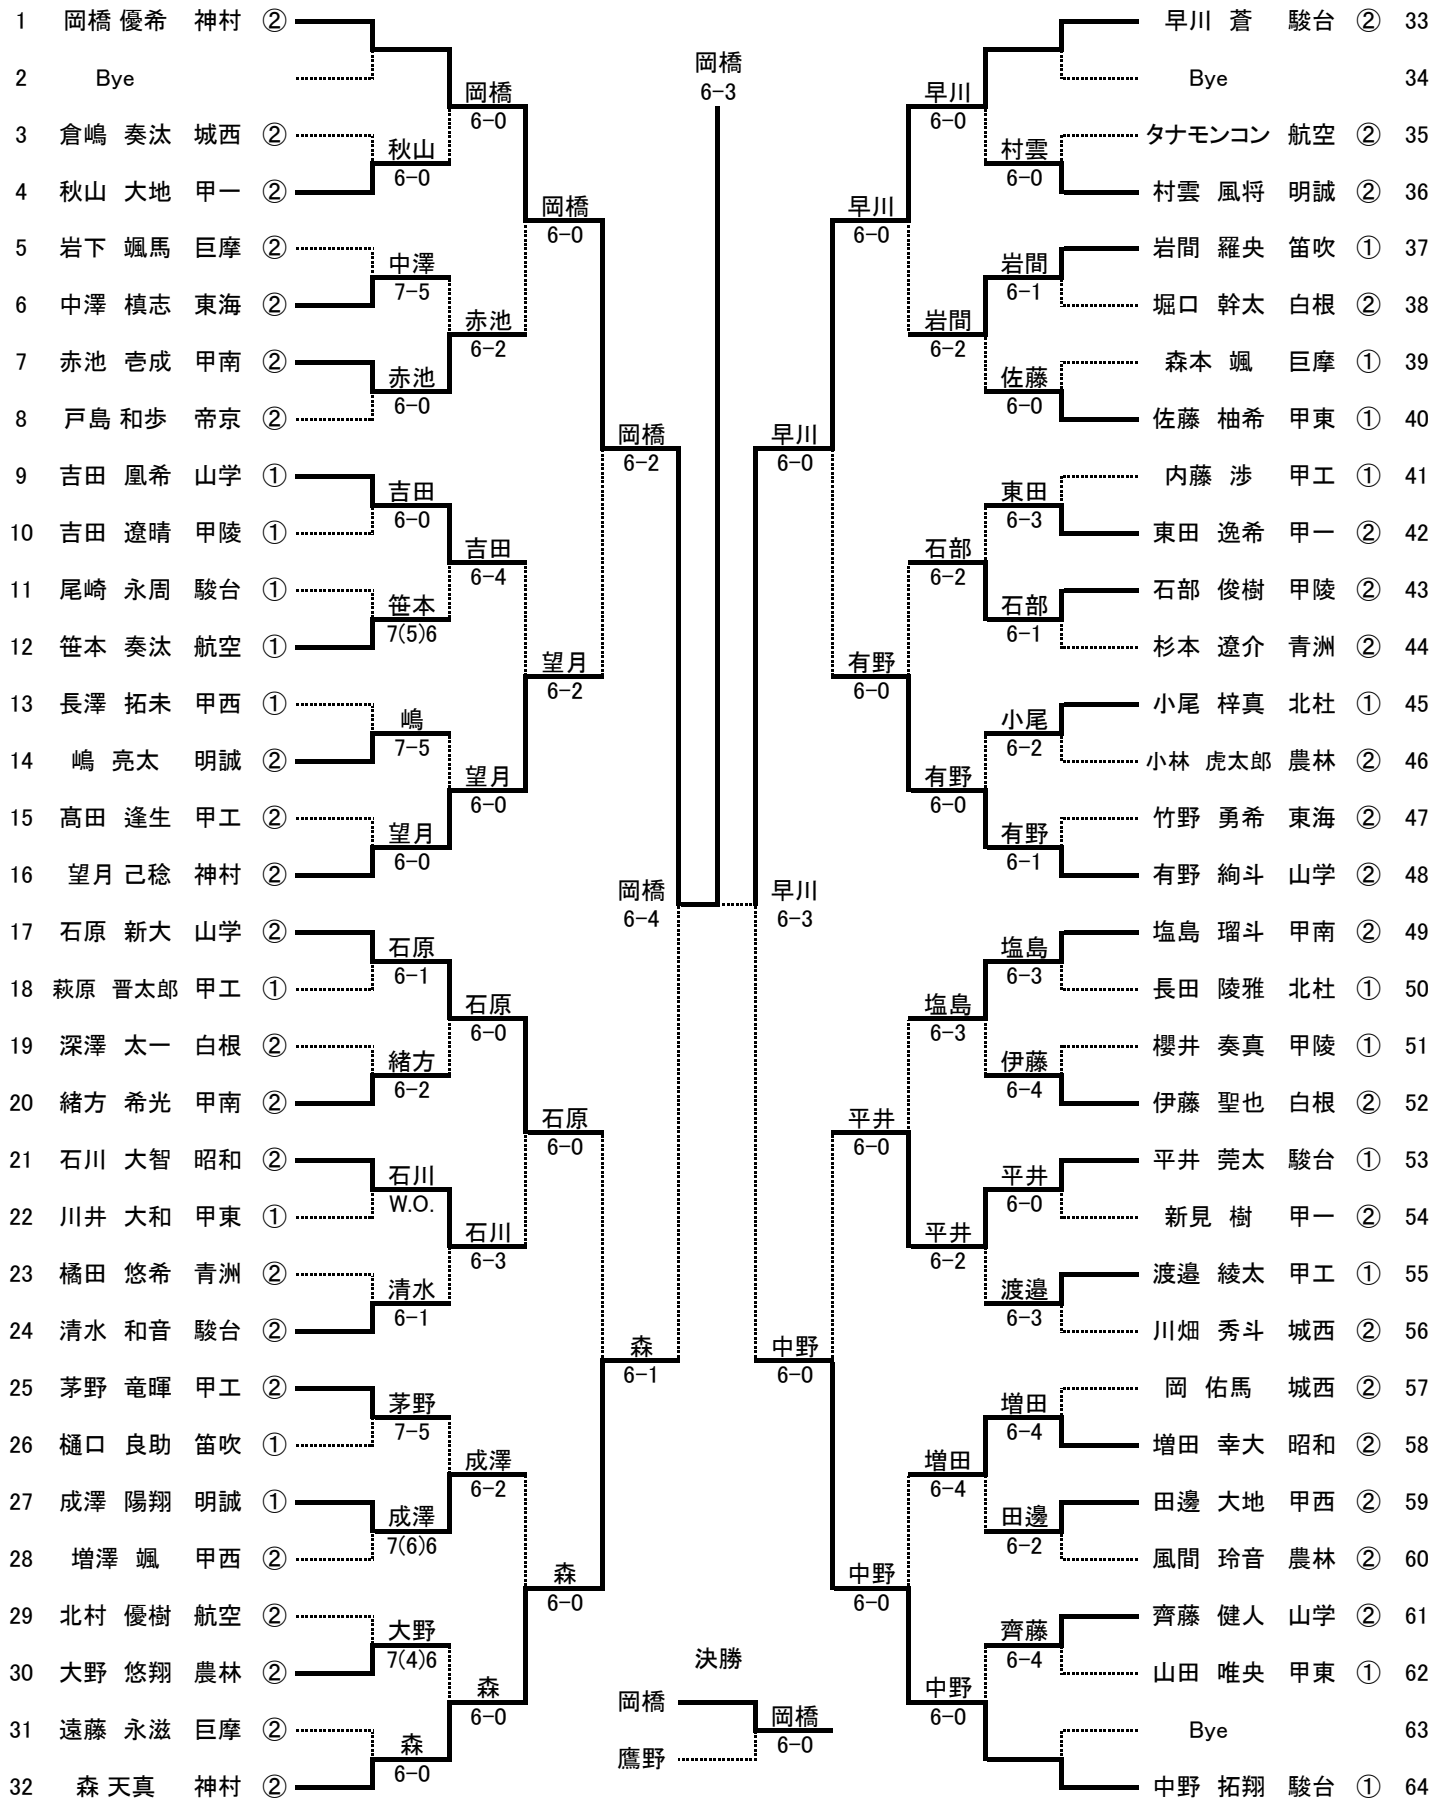 1 岡橋 優希 神村 ②
2 Bye
3 倉嶋 奏汰 城西 ②
4 秋山 大地 甲一 ②
5 岩下 颯馬 巨摩 ②
6 中澤 槙志 東海 ②
7 赤池 壱成 甲南 ②
8 戸島 和歩 帝京 ②
9 吉田 凰希 山学 ①
10 吉田 遼晴 甲陵 ①
11 尾崎 永周 駿台 ①
12 笹本 奏汰 航空 ①
13 長澤 拓未 甲西 ①
14 嶋 亮太 明誠 ②
15 髙田 逢生 甲工 ②
16 望月 己稔 神村 ②
17 石原 新大 山学 ②
18 萩原 晋太郎 甲工 ①
19 深澤 太一 白根 ②
20 緒方 希光 甲南 ②
21 石川 大智 昭和 ②
22 川井 大和 甲東 ①
23 橘田 悠希 青洲 ②
24 清水 和音 駿台 ②
25 茅野 竜暉 甲工 ②
26 樋口 良助 笛吹 ①
27 成澤 陽翔 明誠 ①
28 増澤 颯 甲西 ②
29 北村 優樹 航空 ②
30 大野 悠翔 農林 ②
31 遠藤 永滋 巨摩 ②
32 森 天真 神村 ②
秋山
6-0
中澤
7-5
赤池
6-0
吉田
6-0
笹本
7(5)6
嶋
7-5
望月
6-0
石原
6-1
緒方
6-2
石川
W.O.
清水
6-1
茅野
7-5
成澤
7(6)6
大野
7(4)6
森
6-0
岡橋
6-0
赤池
6-2
吉田
6-4
望月
6-0
石原
6-0
石川
6-3
成澤
6-2
森
6-0
岡橋
6-0
望月
6-2
石原
6-0
森
6-0
岡橋
6-2
森
6-1
岡橋
6-4
岡橋
6-3
早川
6-3
早川
6-0
中野
6-0
早川
6-0
有野
6-0
平井
6-0
中野
6-0
早川
6-0
岩間
6-2
石部
6-2
有野
6-0
塩島
6-3
平井
6-2
増田
6-4
中野
6-0
村雲
6-0
岩間
6-1
佐藤
6-0
東田
6-3
石部
6-1
小尾
6-2
有野
6-1
塩島
6-3
伊藤
6-4
平井
6-0
渡邉
6-3
増田
6-4
田邊
6-2
齊藤
6-4
早川 蒼 駿台 ② 33
Bye 34
タナモンコン 航空 ② 35
村雲 風将 明誠 ② 36
岩間 羅央 笛吹 ① 37
堀口 幹太 白根 ② 38
森本 颯 巨摩 ① 39
佐藤 柚希 甲東 ① 40
内藤 渉 甲工 ① 41
東田 逸希 甲一 ② 42
石部 俊樹 甲陵 ② 43
杉本 遼介 青洲 ② 44
小尾 梓真 北杜 ① 45
小林 虎太郎 農林 ② 46
竹野 勇希 東海 ② 47
有野 絢斗 山学 ② 48
塩島 瑠斗 甲南 ② 49
長田 陵雅 北杜 ① 50
櫻井 奏真 甲陵 ① 51
伊藤 聖也 白根 ② 52
平井 莞太 駿台 ① 53
新見 樹 甲一 ② 54
渡邉 綾太 甲工 ① 55
川畑 秀斗 城西 ② 56
岡 佑馬 城西 ② 57
増田 幸大 昭和 ② 58
田邊 大地 甲西 ② 59
風間 玲音 農林 ② 60
齊藤 健人 山学 ② 61
山田 唯央 甲東 ① 62
Bye 63
中野 拓翔 駿台 ① 64
決勝
岡橋
鷹野
岡橋
6-0